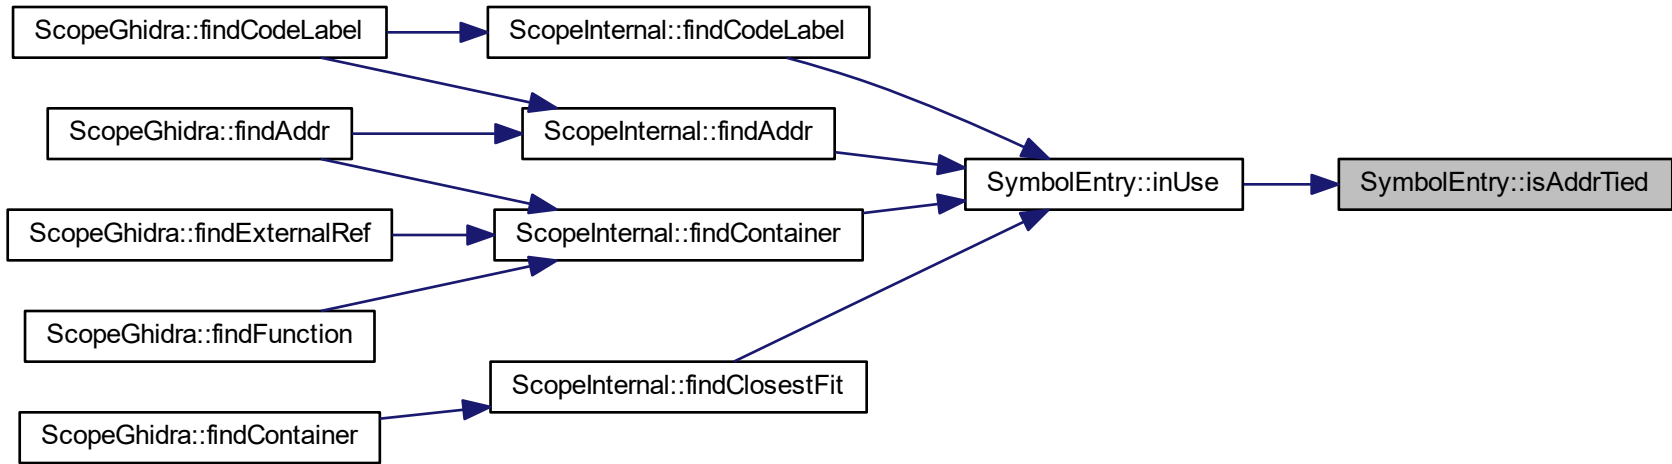 ScopeGhidra::findCodeLabel
ScopeInternal::findCodeLabel
ScopeGhidra::findAddr
ScopeInternal::findAddr
SymbolEntry::inUse
SymbolEntry::isAddrTied
ScopeGhidra::findExternalRef
ScopeInternal::findContainer
ScopeGhidra::findFunction
ScopeInternal::findClosestFit
ScopeGhidra::findContainer